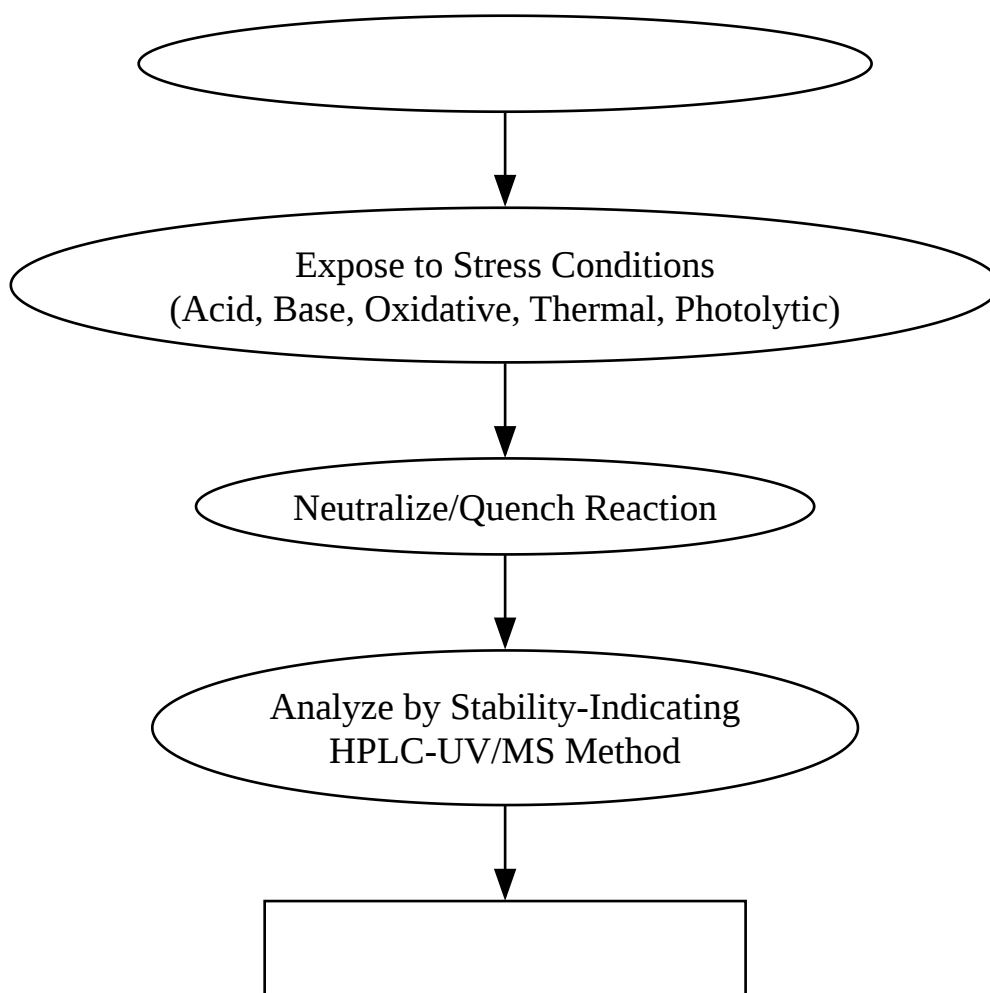 Expose to Stress Conditions
(Acid, Base, Oxidative, Thermal, Photolytic)
Neutralize/Quench Reaction
Analyze by Stability-Indicating
HPLC-UV/MS Method